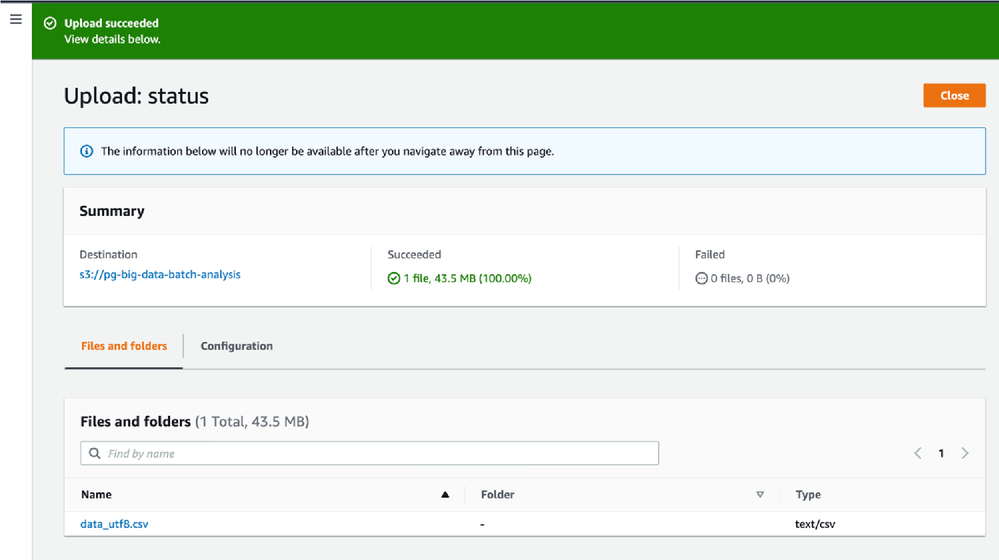 Upload succeeded
View details below.
Upload: status
Close
The information below will no longer be available after you navigate away from this page.
Summary
Destination
s3://pg-big-data-batch-analysis
Succeeded
1 file, 43.5 MB (100.00%)
Failed
0 files, 0 B (0%)
Files and folders
Configuration
Files and folders (1 Total, 43.5 MB)
Find by name
1
Name Folder Type
data_utf8.csv - text/csv